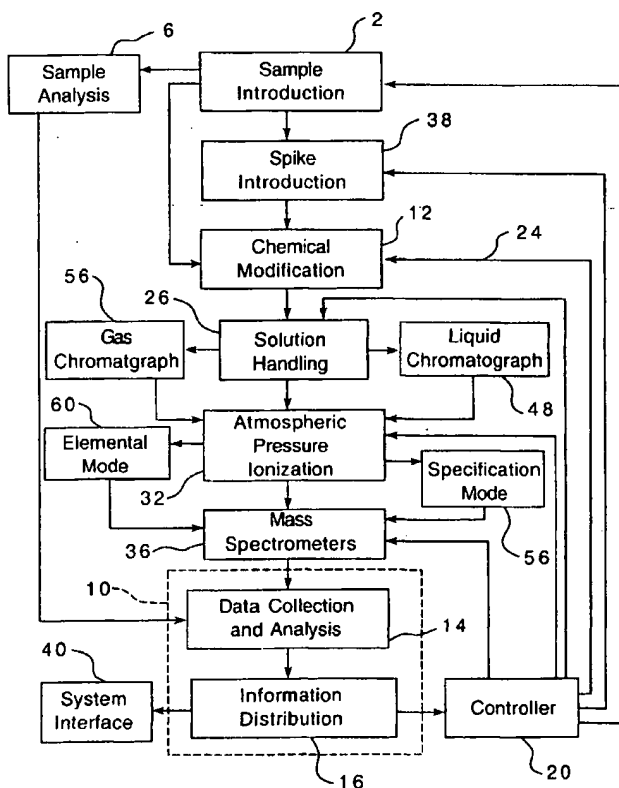 6
2
Sample
Analysis
Sample
Introduction
38
Spike
Introduction
12
Chemical
Modification
24
56
26
Gas
Chromatgraph
Solution
Handling
Liquid
Chromatograph
48
60
Elemental
Mode
Atmospheric
Pressure
Ionization
32
Specification
Mode
56
Mass
Spectrometers
36
10
Data Collection
and Analysis
14
40
System
Interface
Information
Distribution
16
Controller
20